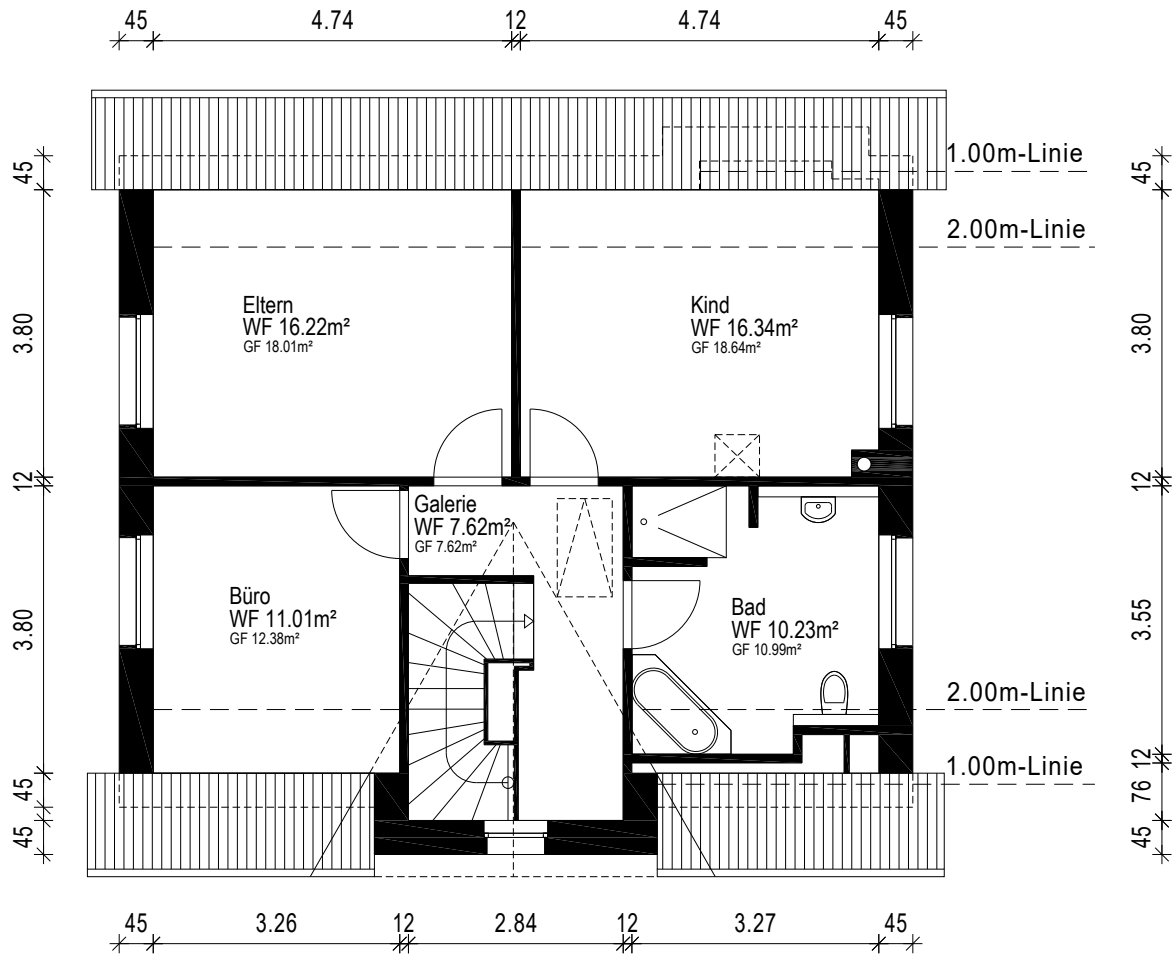 45
4.74
12
4.74
45
1.00m-Linie
45
45
2.00m-Linie
Eltern
WF 16.22m²
GF 18.01m²
Kind
WF 16.34m²
GF 18.64m²
3.80
3.80
12
12
Galerie
WF 7.62m²
GF 7.62m²
Büro
WF 11.01m²
GF 12.38m²
Bad
WF 10.23m²
GF 10.99m²
3.80
3.55
2.00m-Linie
1.00m-Linie
12
45
76
45
45
45
3.26
12
2.84
12
3.27
45